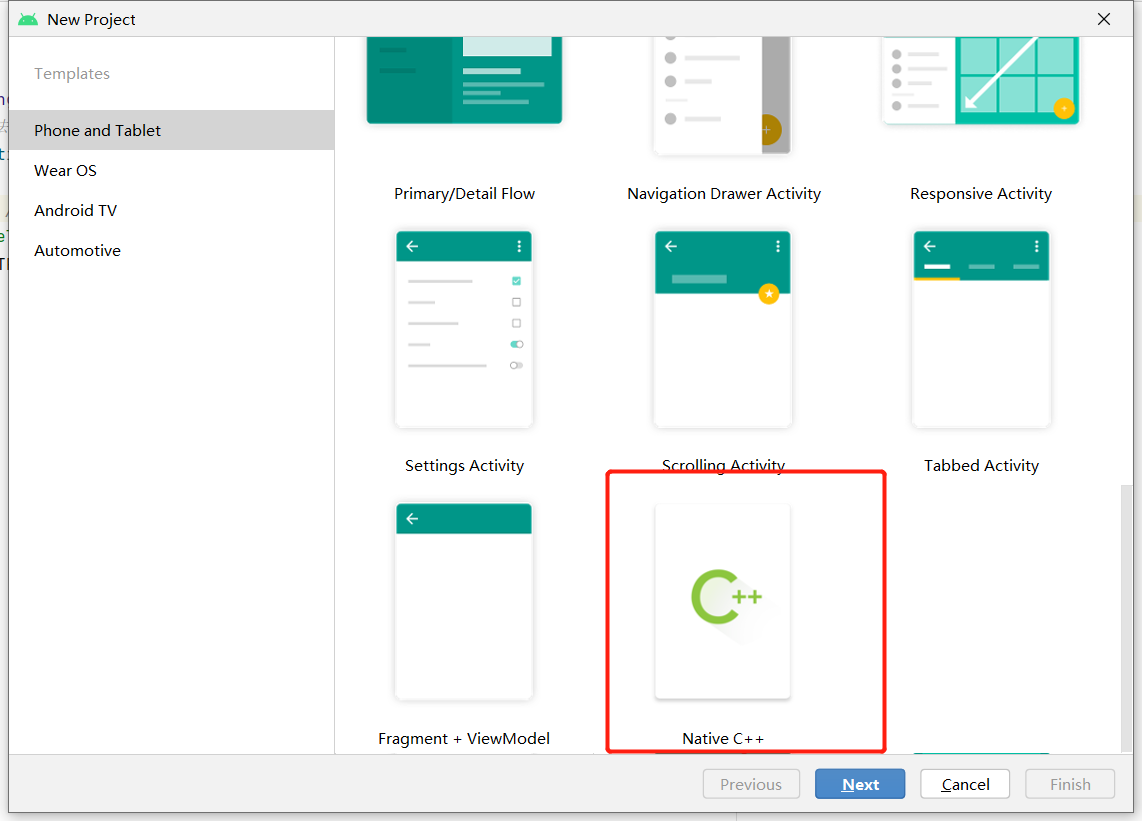 New Project
Templates
Phone and Tablet
Wear OS
Android TV
Automotive
Primary/Detail Flow
Navigation Drawer Activity
Responsive Activity
Settings Activity
Scrolling Activity
Tabbed Activity
C++
Fragment + ViewModel
Native C++
Previous
Next
Cancel
Finish